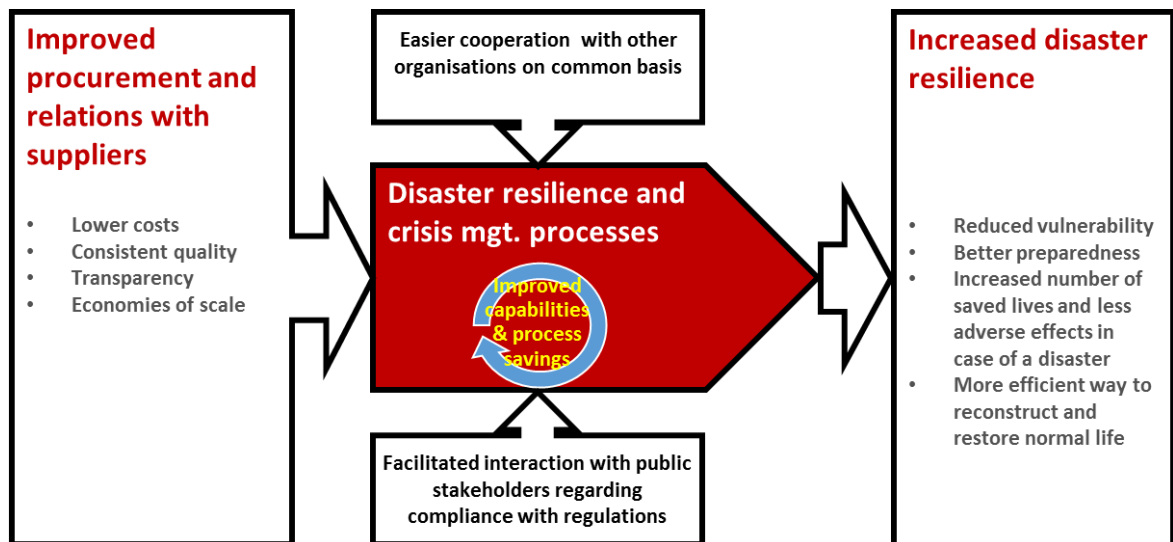 Improved
procurement and
relations with
suppliers
• Lower costs
• Consistent quality
• Transparency
• Economies of scale
Easier cooperation with other
organisations on common basis
Disaster resilience and
crisis mgt. processes
Improved
capabilities
& process
savings
Facilitated interaction with public
stakeholders regarding
compliance with regulations
Increased disaster
resilience
• Reduced vulnerability
• Better preparedness
• Increased number of
saved lives and less
adverse effects in
case of a disaster
• More efficient way to
reconstruct and
restore normal life